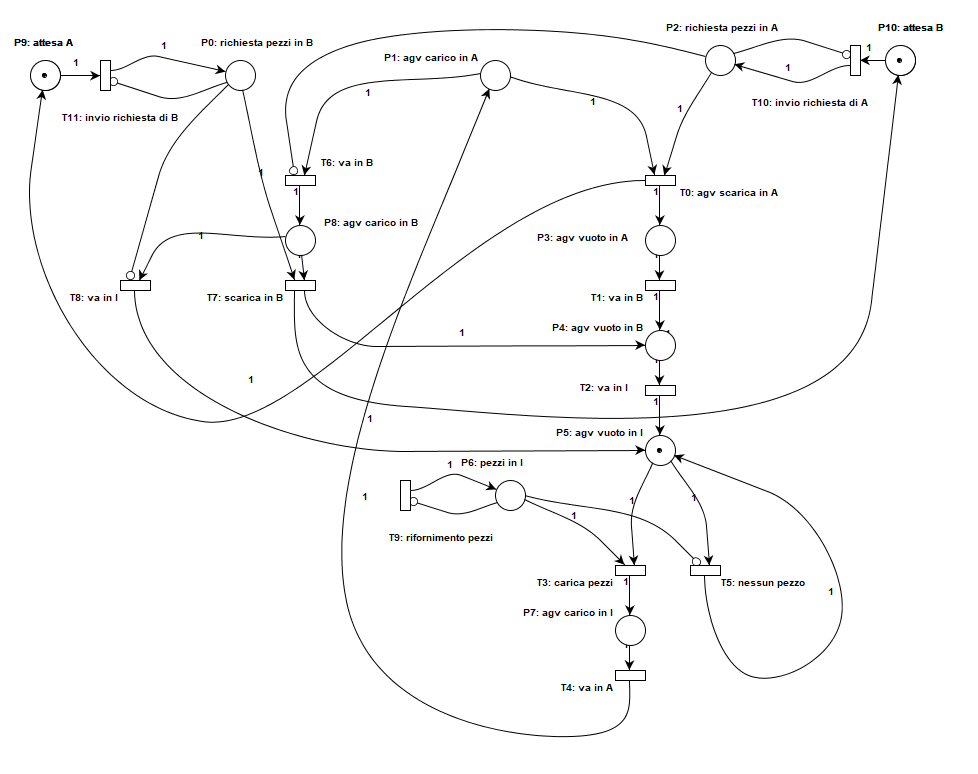 P9: attesa A
P0: richiesta pezzi in B
P2: richiesta pezzi in A
P10: attesa B
1
1
P1: agv carico in A
1
1
1
1
1
T10: invio richiesta di A
T11: invio richiesta di B
T6: va in B
1
1
1
T0: agv scarica in A
P8: agv carico in B
P3: agv vuoto in A
1
T8: va in I
T7: scarica in B
T1: va in B
1
P4: agv vuoto in B
1
1
T2: va in I
1
1
P5: agv vuoto in I
1
P6: pezzi in I
1
1
1
1
T9: rifornimento pezzi
T3: carica pezzi
1
T5: nessun pezzo
1
P7: agv carico in I
T4: va in A